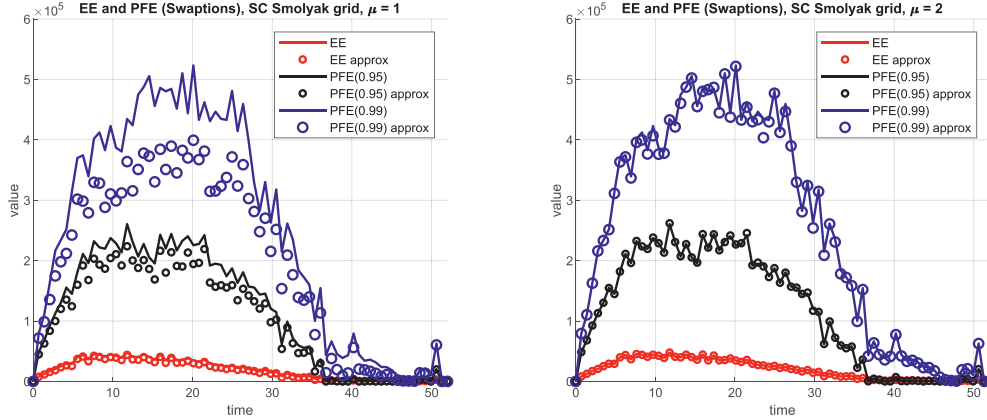 EE and PFE (Swaptions), SC Smolyak grid, μ = 1
×10⁵
6
5
4
3
2
1
0
value
0 10 20 30 40 50
time
EE
EE approx
PFE(0.95)
PFE(0.95) approx
PFE(0.99)
PFE(0.99) approx
EE and PFE (Swaptions), SC Smolyak grid, μ = 2
×10⁵
6
5
4
3
2
1
0
value
0 10 20 30 40 50
time
EE
EE approx
PFE(0.95)
PFE(0.95) approx
PFE(0.99)
PFE(0.99) approx